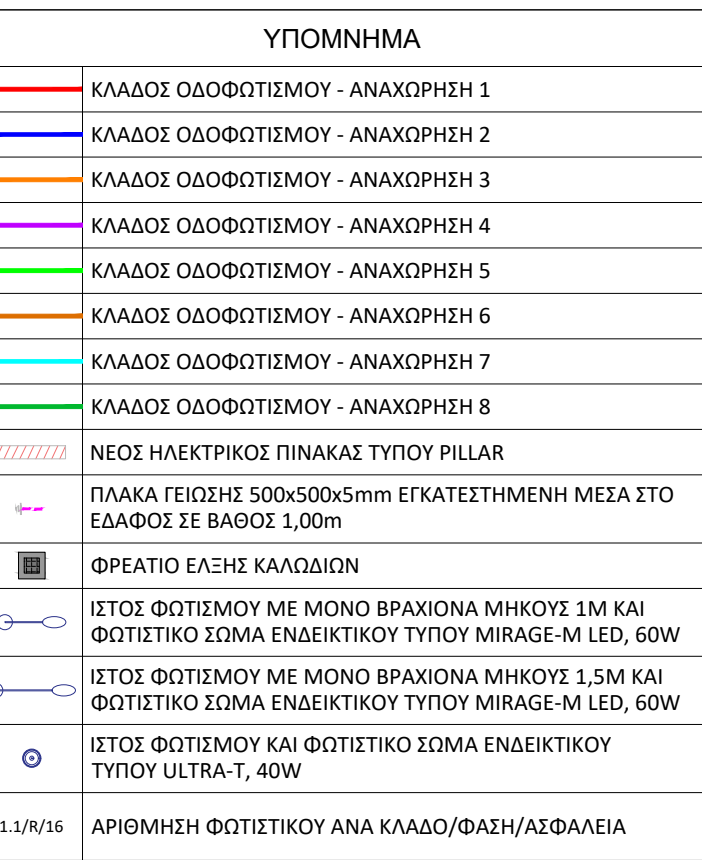 ΥΠΟΜΝΗΜΑ
ΚΛΑΔΟΣ ΟΔΟΦΩΤΙΣΜΟΥ - ΑΝΑΧΩΡΗΣΗ 1
ΚΛΑΔΟΣ ΟΔΟΦΩΤΙΣΜΟΥ - ΑΝΑΧΩΡΗΣΗ 2
ΚΛΑΔΟΣ ΟΔΟΦΩΤΙΣΜΟΥ - ΑΝΑΧΩΡΗΣΗ 3
ΚΛΑΔΟΣ ΟΔΟΦΩΤΙΣΜΟΥ - ΑΝΑΧΩΡΗΣΗ 4
ΚΛΑΔΟΣ ΟΔΟΦΩΤΙΣΜΟΥ - ΑΝΑΧΩΡΗΣΗ 5
ΚΛΑΔΟΣ ΟΔΟΦΩΤΙΣΜΟΥ - ΑΝΑΧΩΡΗΣΗ 6
ΚΛΑΔΟΣ ΟΔΟΦΩΤΙΣΜΟΥ - ΑΝΑΧΩΡΗΣΗ 7
ΚΛΑΔΟΣ ΟΔΟΦΩΤΙΣΜΟΥ - ΑΝΑΧΩΡΗΣΗ 8
ΝΕΟΣ ΗΛΕΚΤΡΙΚΟΣ ΠΙΝΑΚΑΣ ΤΥΠΟΥ PILLAR
ΠΛΑΚΑ ΓΕΙΩΣΗΣ 500x500x5mm ΕΓΚΑΤΕΣΤΗΜΕΝΗ ΜΕΣΑ ΣΤΟ
ΕΔΑΦΟΣ ΣΕ ΒΑΘΟΣ 1,00m
ΦΡΕΑΤΙΟ ΕΛΞΗΣ ΚΑΛΩΔΙΩΝ
ΙΣΤΟΣ ΦΩΤΙΣΜΟΥ ΜΕ ΜΟΝΟ ΒΡΑΧΙΟΝΑ ΜΗΚΟΥΣ 1Μ ΚΑΙ
ΦΩΤΙΣΤΙΚΟ ΣΩΜΑ ΕΝΔΕΙΚΤΙΚΟΥ ΤΥΠΟΥ MIRAGE-M LED, 60W
ΙΣΤΟΣ ΦΩΤΙΣΜΟΥ ΜΕ ΜΟΝΟ ΒΡΑΧΙΟΝΑ ΜΗΚΟΥΣ 1,5Μ ΚΑΙ
ΦΩΤΙΣΤΙΚΟ ΣΩΜΑ ΕΝΔΕΙΚΤΙΚΟΥ ΤΥΠΟΥ MIRAGE-M LED, 60W
ΙΣΤΟΣ ΦΩΤΙΣΜΟΥ ΚΑΙ ΦΩΤΙΣΤΙΚΟ ΣΩΜΑ ΕΝΔΕΙΚΤΙΚΟΥ
ΤΥΠΟΥ ULTRA-T, 40W
1.1/R/16 ΑΡΙΘΜΗΣΗ ΦΩΤΙΣΤΙΚΟΥ ΑΝΑ ΚΛΑΔΟ/ΦΑΣΗ/ΑΣΦΑΛΕΙΑ